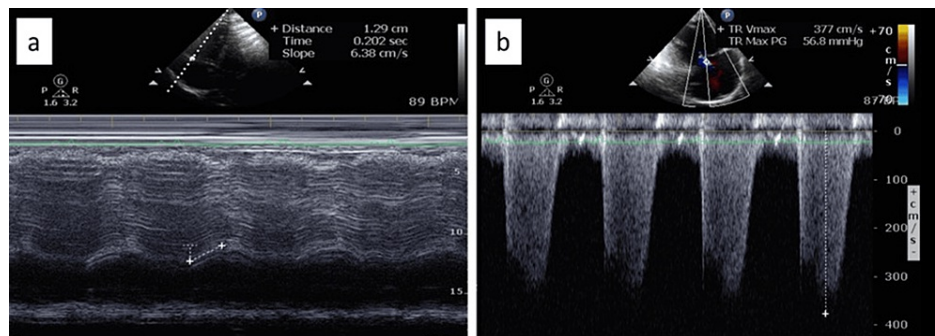 a
P
+ Distance 1.29 cm
Time 0.202 sec
Slope 6.38 cm/s
G
P R
1.6 3.2
89 BPM
5
10
15
b
P
+ TR Vmax 377 cm/s
TR Max PG 56.8 mmHg
+70
c
m
/
s
70
G
P R
1.6 3.2
0
100
200
300
400
+
cm/s
-